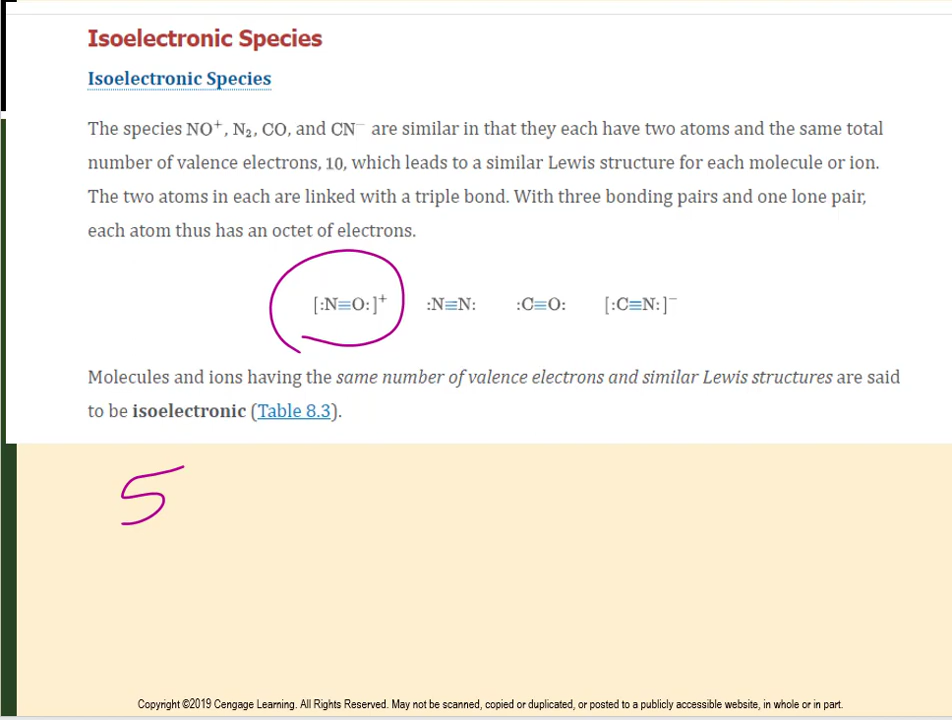 Isoelectronic Species
Isoelectronic Species
The species NO⁺, N₂, CO, and CN⁻ are similar in that they each have two atoms and the same total
number of valence electrons, 10, which leads to a similar Lewis structure for each molecule or ion.
The two atoms in each are linked with a triple bond. With three bonding pairs and one lone pair,
each atom thus has an octet of electrons.
[:N≡O:]⁺ :N≡N: :C≡O: [:C≡N:]⁻
Molecules and ions having the same number of valence electrons and similar Lewis structures are said
to be isoelectronic (Table 8.3).
5
Copyright ©2019 Cengage Learning. All Rights Reserved. May not be scanned, copied or duplicated, or posted to a publicly accessible website, in whole or in part.